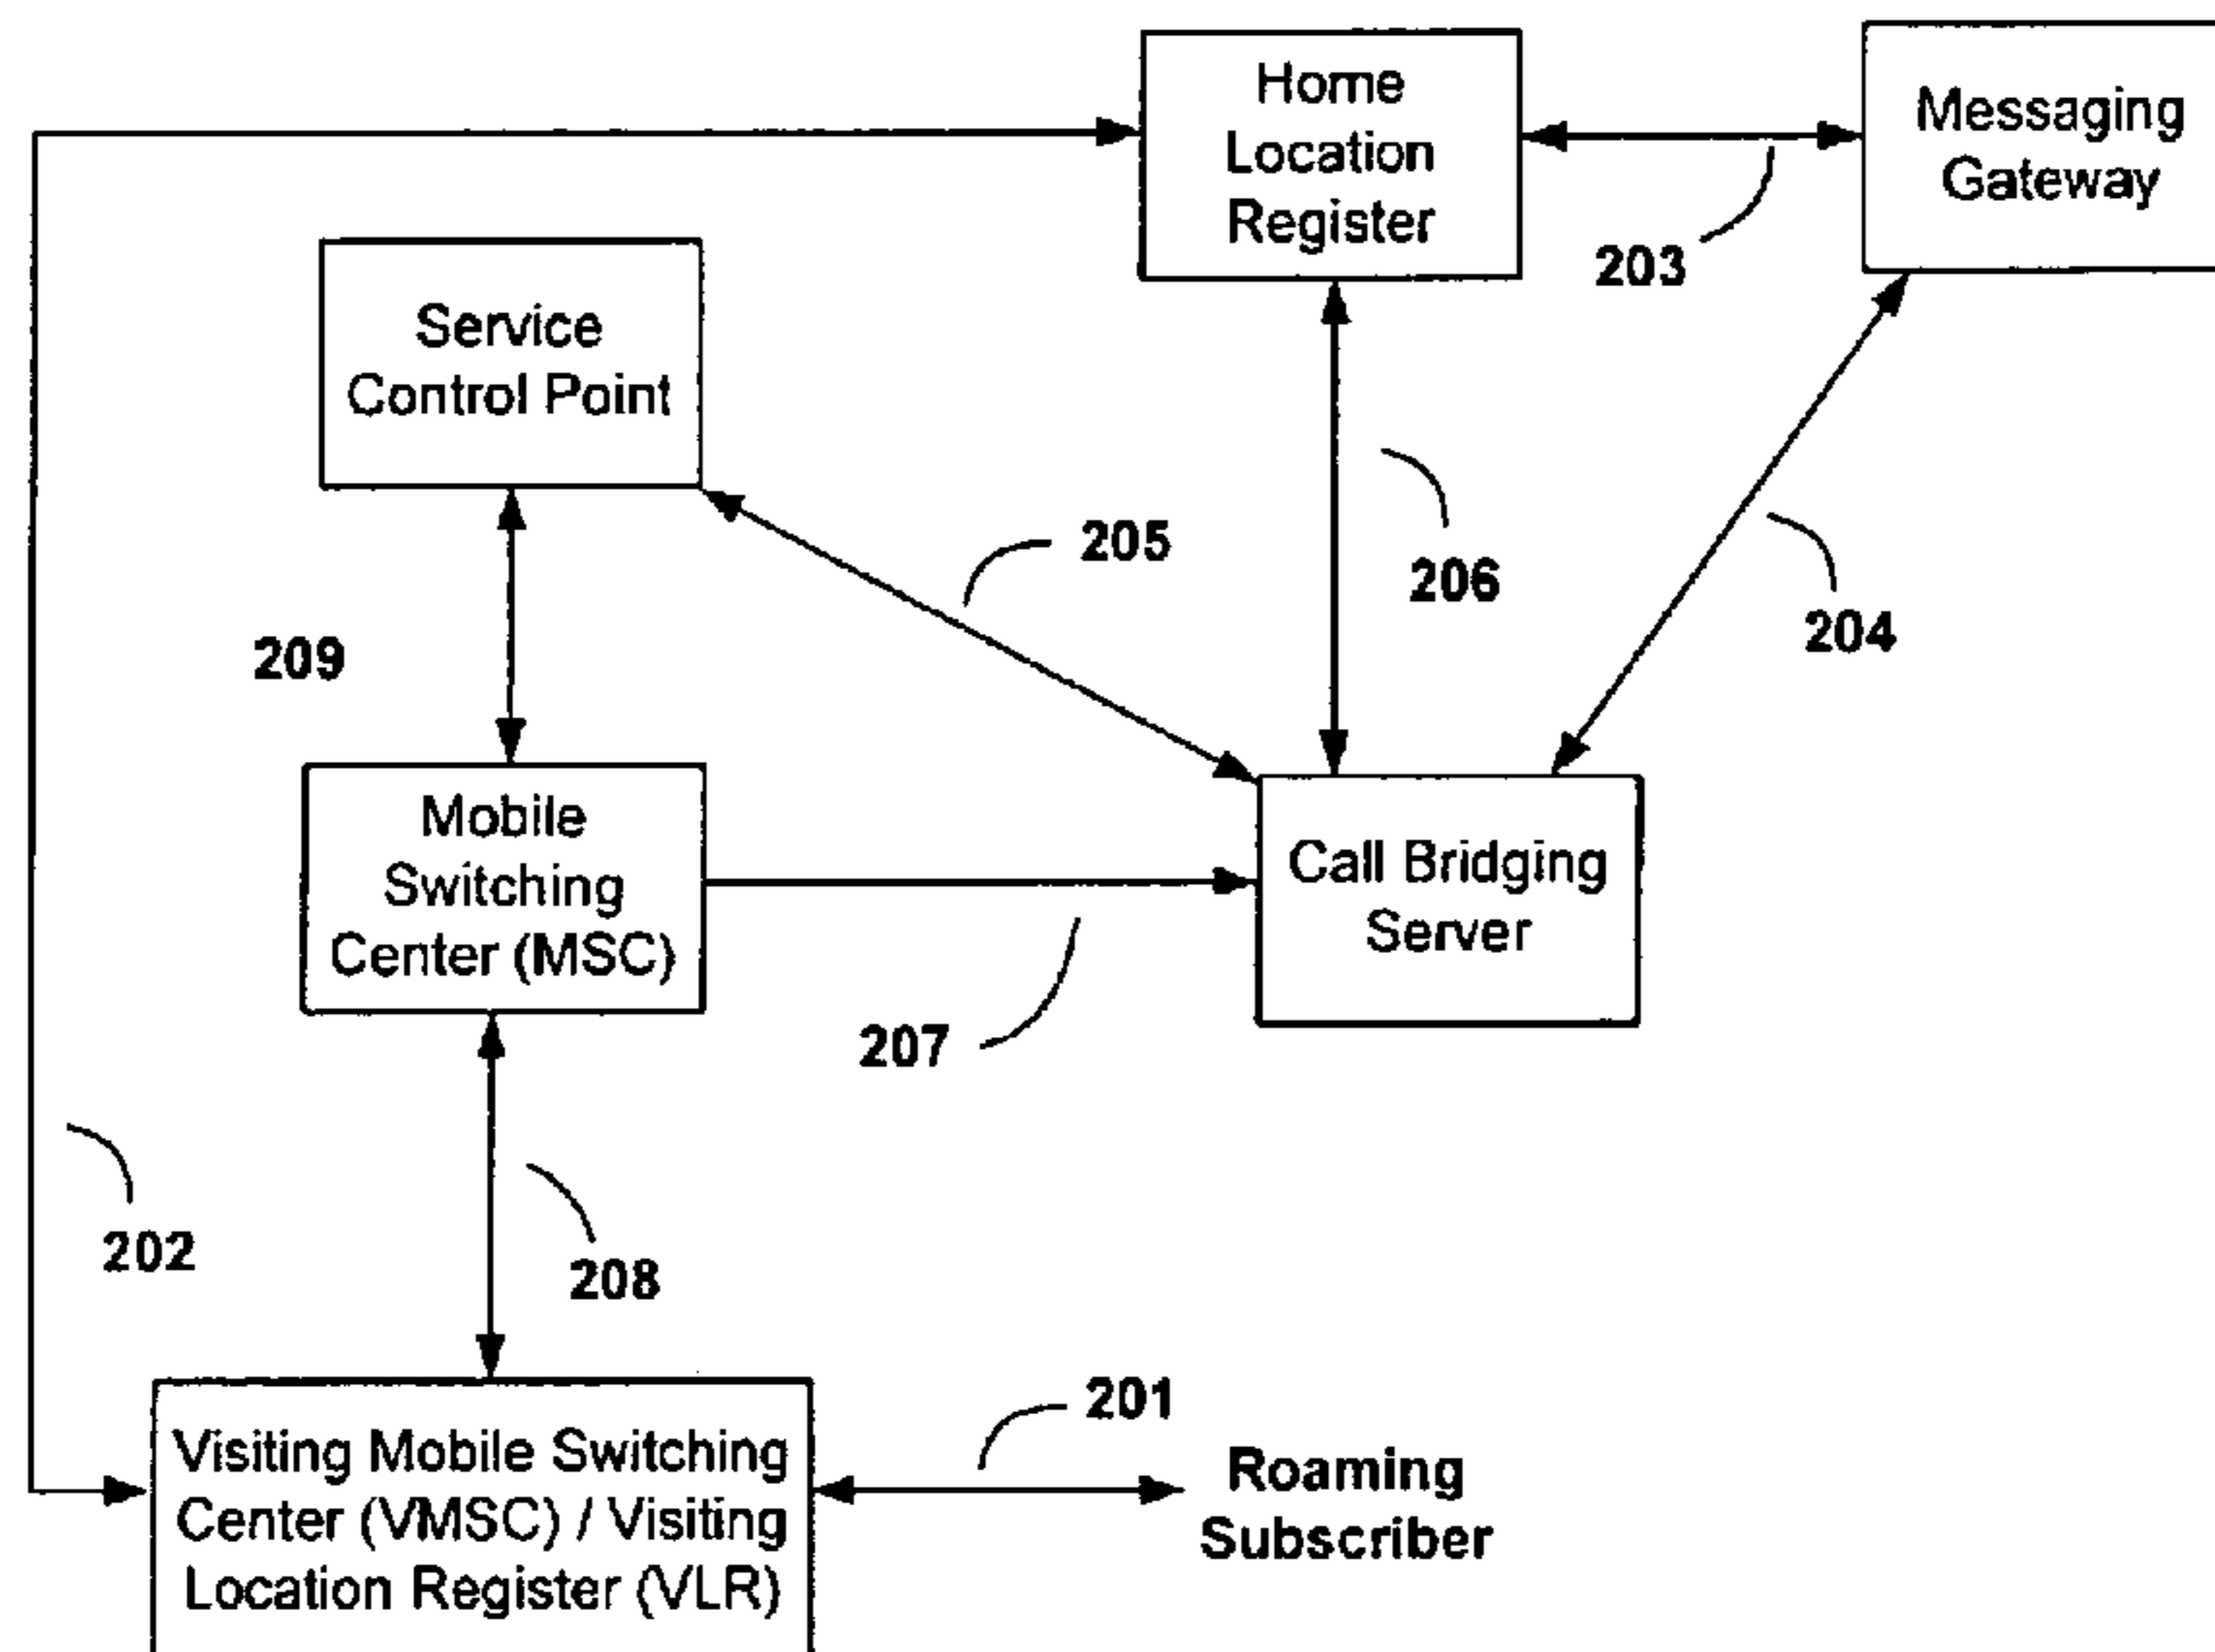 Home
Location
Register
Messaging
Gateway
203
Service
Control Point
205
206
204
209
Mobile
Switching
Center (MSC)
Call Bridging
Server
207
202
208
201
Visiting Mobile Switching
Center (VMSC) / Visiting
Location Register (VLR)
Roaming
Subscriber